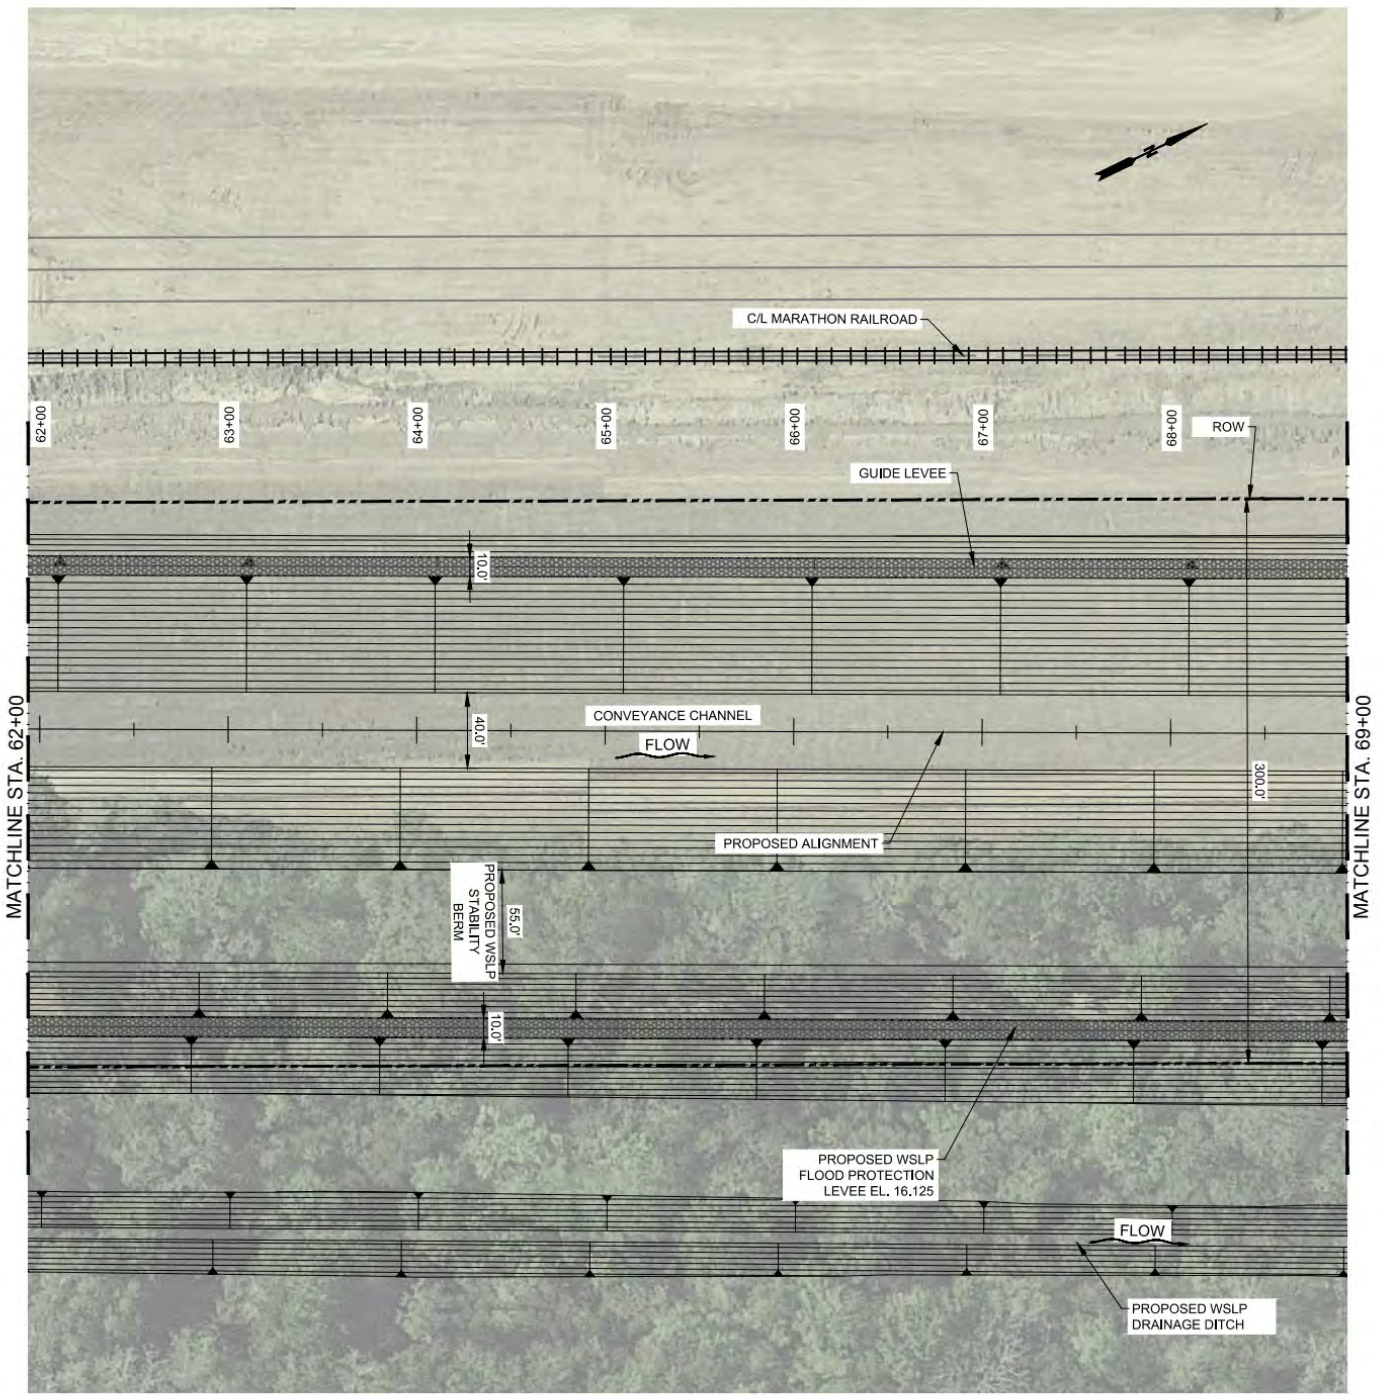 N
C/L MARATHON RAILROAD
62+00
63+00
64+00
65+00
66+00
67+00
68+00
ROW
GUIDE LEVEE
10.0'
MATCHLINE STA. 62+00
MATCHLINE STA. 69+00
CONVEYANCE CHANNEL
40.0'
FLOW
300.0'
PROPOSED ALIGNMENT
PROPOSED WSLP
STABILITY
BERM
55.0'
10.0'
PROPOSED WSLP
FLOOD PROTECTION
LEVEE EL. 16.125
FLOW
PROPOSED WSLP
DRAINAGE DITCH